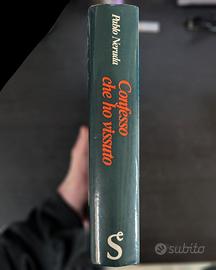 Pablo Neruda
Confesso
che ho vissuto
S
subito